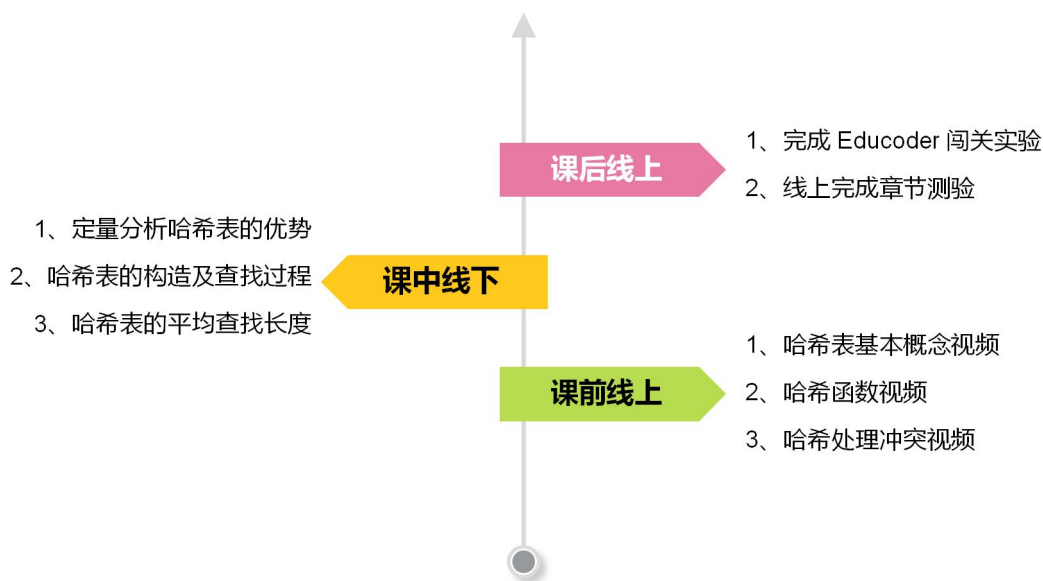 课后线上
1、完成 Educoder 闯关实验
2、线上完成章节测验
1、定量分析哈希表的优势
2、哈希表的构造及查找过程
3、哈希表的平均查找长度
课中线下
课前线上
1、哈希表基本概念视频
2、哈希函数视频
3、哈希处理冲突视频